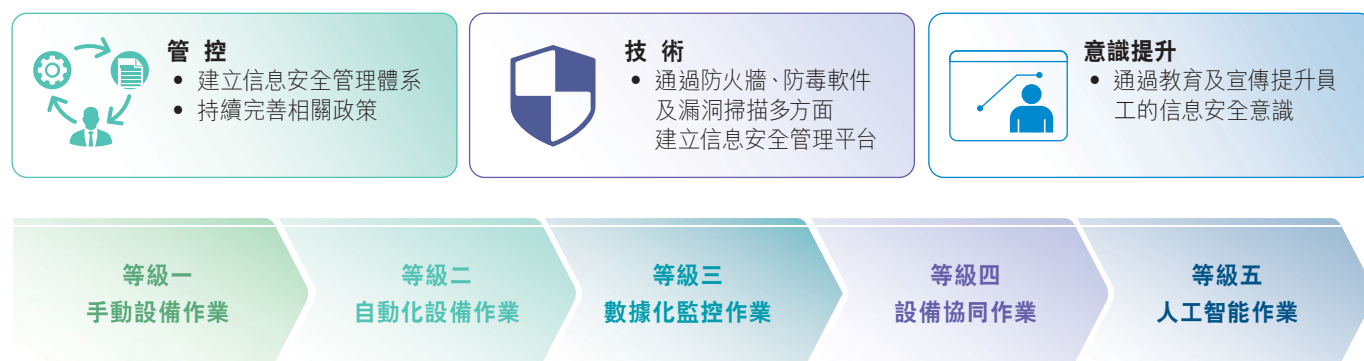 管 控
• 建立信息安全管理體系
• 持續完善相關政策
技 術
• 通過防火牆、防毒軟件
及漏洞掃描多方面
建立信息安全管理平台
意識提升
• 通過教育及宣傳提升員
工的信息安全意識
等級一
手動設備作業
等級二
自動化設備作業
等級三
數據化監控作業
等級四
設備協同作業
等級五
人工智能作業